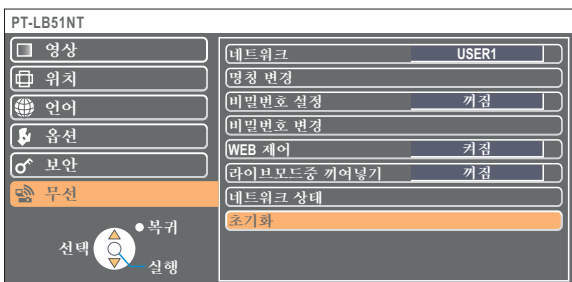 PT-LB51NT
영상
위치
언어
옵션
보안
무선
복귀
선택
실행
네트워크 USER1
명칭 변경
비밀번호 설정 꺼짐
비밀번호 변경
WEB 제어 켜짐
라이브모드중 끼여넣기 꺼짐
네트워크 상태
초기화